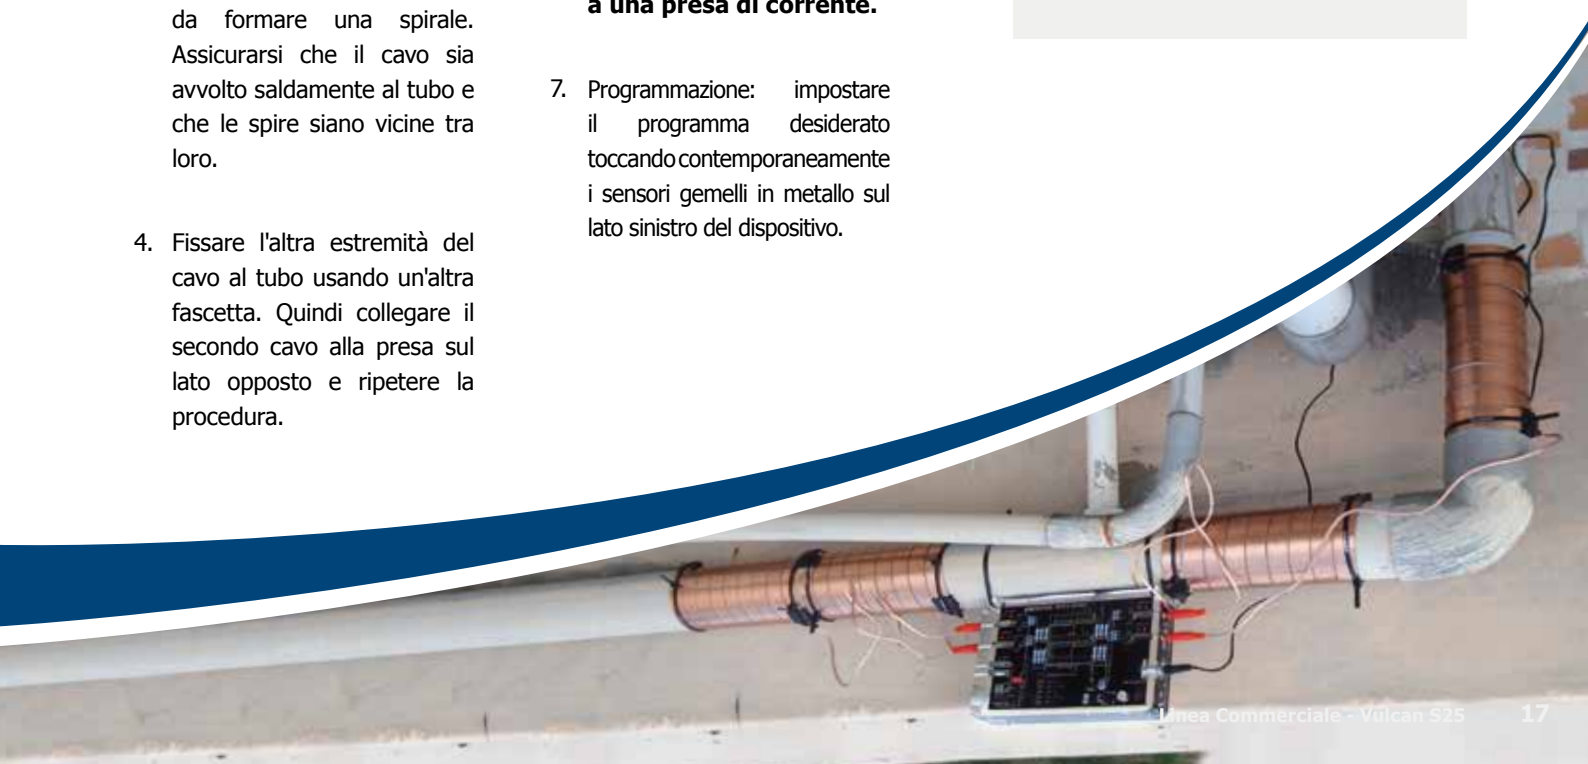 da formare una spirale.
Assicurarsi che il cavo sia
avvolto saldamente al tubo e
che le spire siano vicine tra
loro.
4. Fissare l'altra estremità del
cavo al tubo usando un'altra
fascetta. Quindi collegare il
secondo cavo alla presa sul
lato opposto e ripetere la
procedura.
a una presa di corrente.
7. Programmazione: impostare
il programma desiderato
toccando contemporaneamente
i sensori gemelli in metallo sul
lato sinistro del dispositivo.
Linea Commerciale - Vulcan S25 17